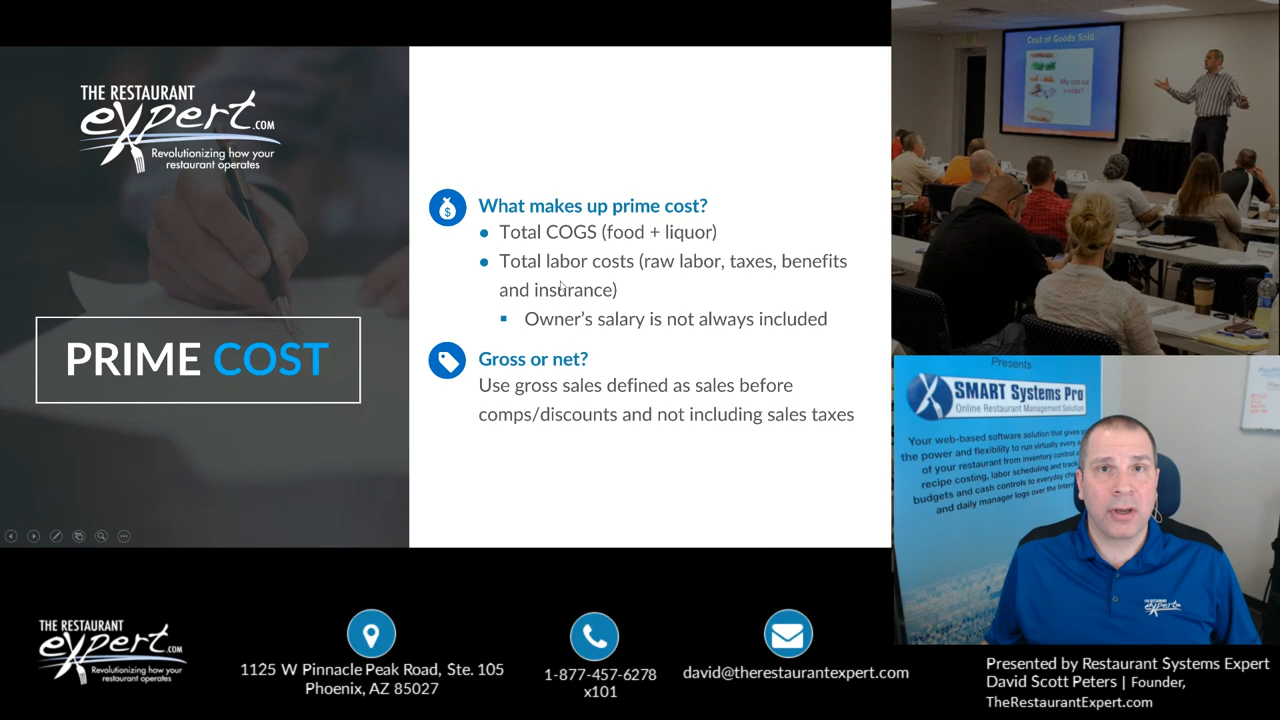 THE RESTAURANT
expert.com
Revolutionizing how your
restaurant operates
PRIME COST
What makes up prime cost?
Total COGS (food + liquor)
Total labor costs (raw labor, taxes, benefits
and insurance)
Owner's salary is not always included
Gross or net?
Use gross sales defined as sales before
comps/discounts and not including sales taxes
Cost of Goods Sold
Presents
SMART Systems Pro
Online Restaurant Management Solution
Your web-based software solution that gives
the power and flexibility to run virtually every
of your restaurant from inventory control
recipe costing, labor scheduling and
budgets and cash controls to everyday
and daily manager logs over the
THE RESTAURANT
expert
THE RESTAURANT
expert.com
Revolutionizing how your
restaurant operates
1125 W Pinnacle Peak Road, Ste. 105
Phoenix, AZ 85027
1-877-457-6278
x101
david@therestaurantexpert.com
Presented by Restaurant Systems Expert
David Scott Peters | Founder,
TheRestaurantExpert.com